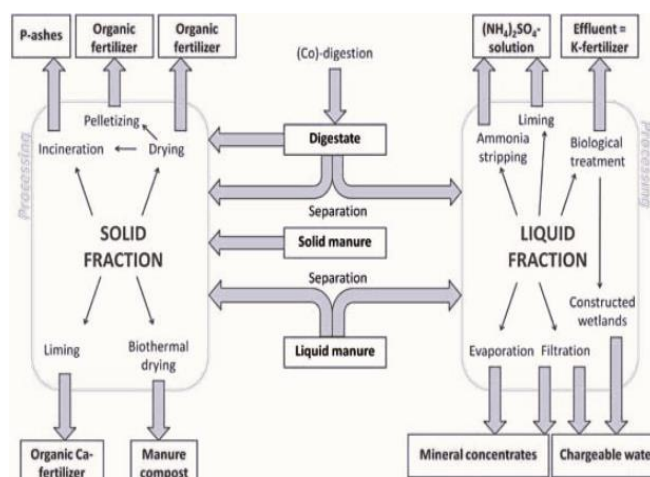 P-ashes
Organic
fertilizer
Organic
fertilizer
(Co)-digestion
(NH4)2SO4-
solution
Effluent =
K-fertilizer
Processing
Pelletizing
Incineration
Drying
Digestate
Liming
Ammonia
stripping
Biological
treatment
Processing
Separation
SOLID
FRACTION
Solid manure
LIQUID
FRACTION
Separation
Constructed
wetlands
Liming
Biothermal
drying
Liquid manure
Evaporation
Filtration
Organic Ca-
fertilizer
Manure
compost
Mineral concentrates
Chargeable water